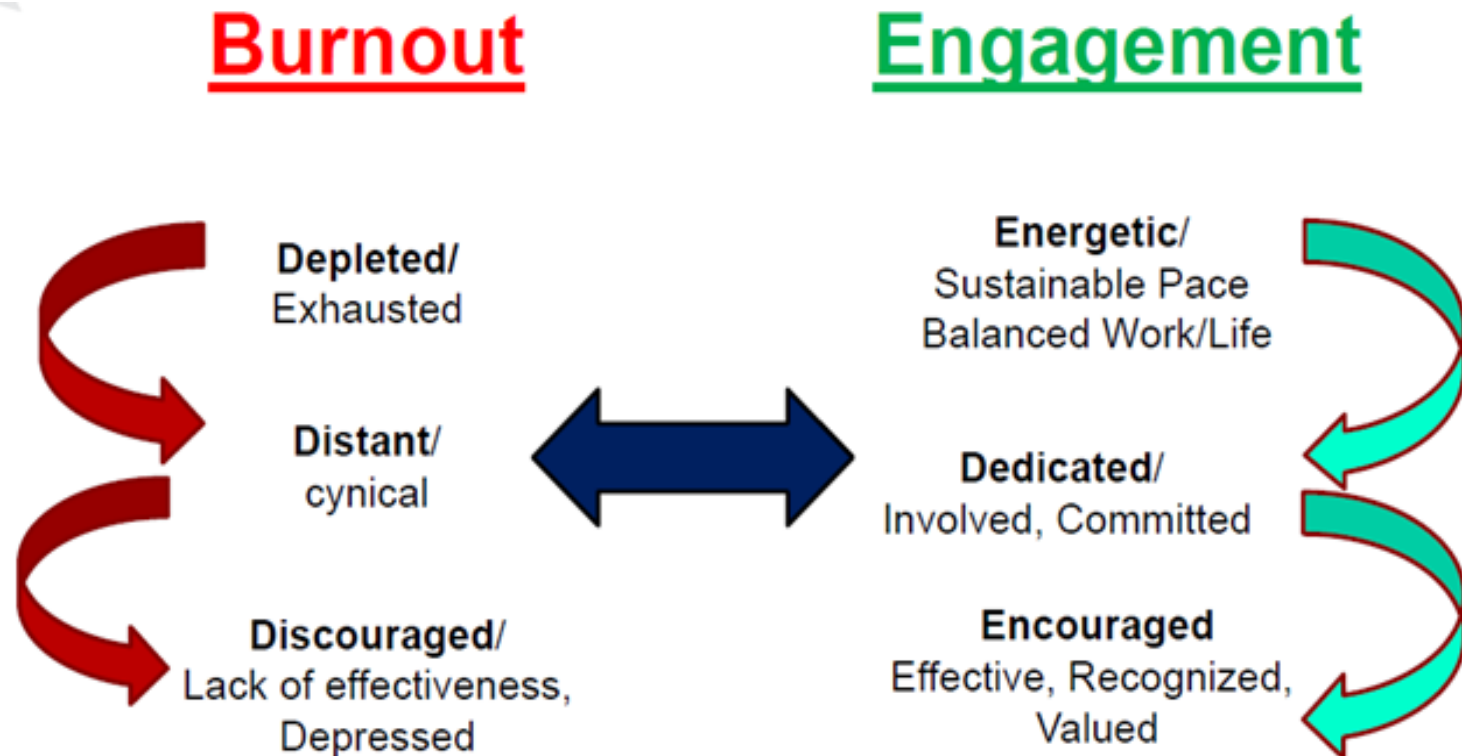 Burnout
Engagement
Depleted/
Exhausted
Distant/
cynical
Discouraged/
Lack of effectiveness,
Depressed
Energetic/
Sustainable Pace
Balanced Work/Life
Dedicated/
Involved, Committed
Encouraged
Effective, Recognized,
Valued